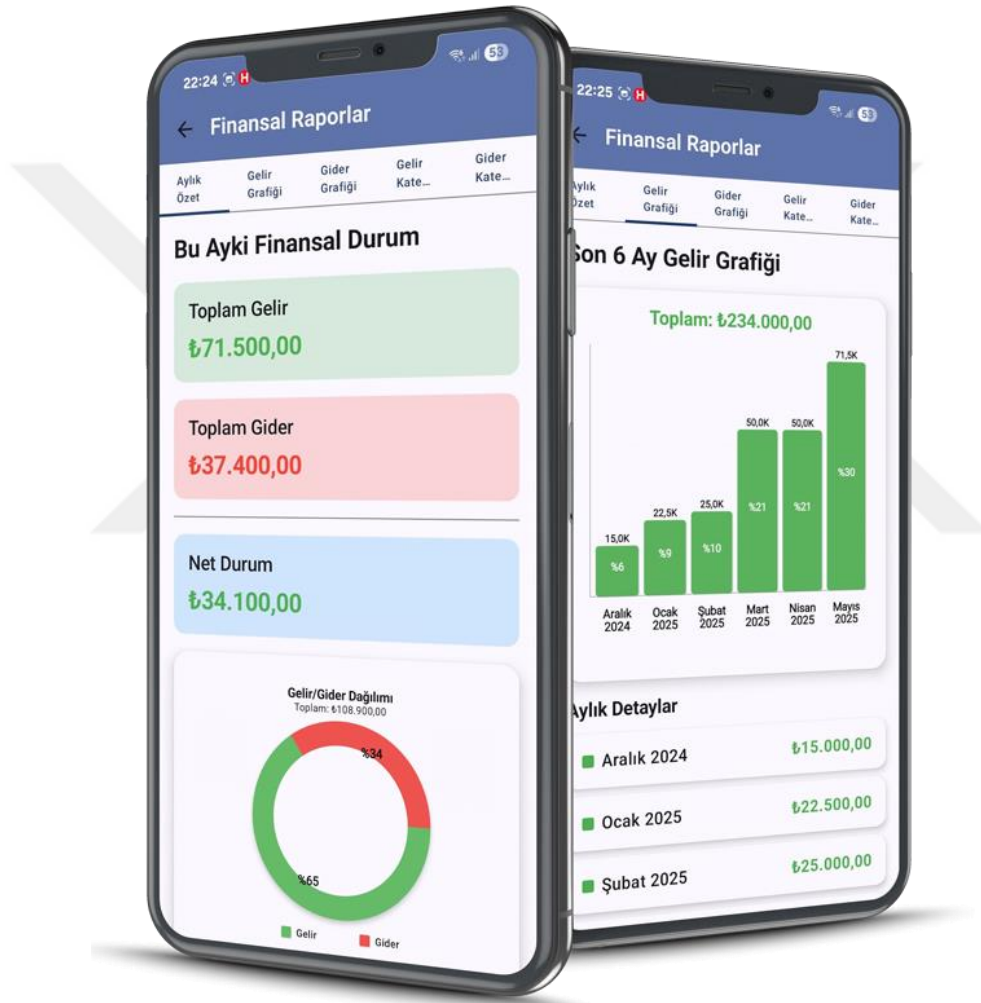 22:24 H 53
← Finansal Raporlar
Aylık Özet
Gelir Grafiği
Gider Grafiği
Gelir Kate...
Gider Kate...
Bu Ayki Finansal Durum
Toplam Gelir
₺71.500,00
Toplam Gider
₺37.400,00
Net Durum
₺34.100,00
Gelir/Gider Dağılımı
Toplam: ₺108.900,00
%34
%65
Gelir Gider
22:25 H 53
← Finansal Raporlar
Aylık Özet
Gelir Grafiği
Gider Grafiği
Gelir Kate...
Gider Kate...
Son 6 Ay Gelir Grafiği
Toplam: ₺234.000,00
71,5K
50,0K 50,0K
%30
25,0K
22,5K
%21 %21
15,0K
%10
%9
%6
Aralık 2024
Ocak 2025
Şubat 2025
Mart 2025
Nisan 2025
Mayıs 2025
Aylık Detaylar
Aralık 2024 ₺15.000,00
Ocak 2025 ₺22.500,00
Şubat 2025 ₺25.000,00